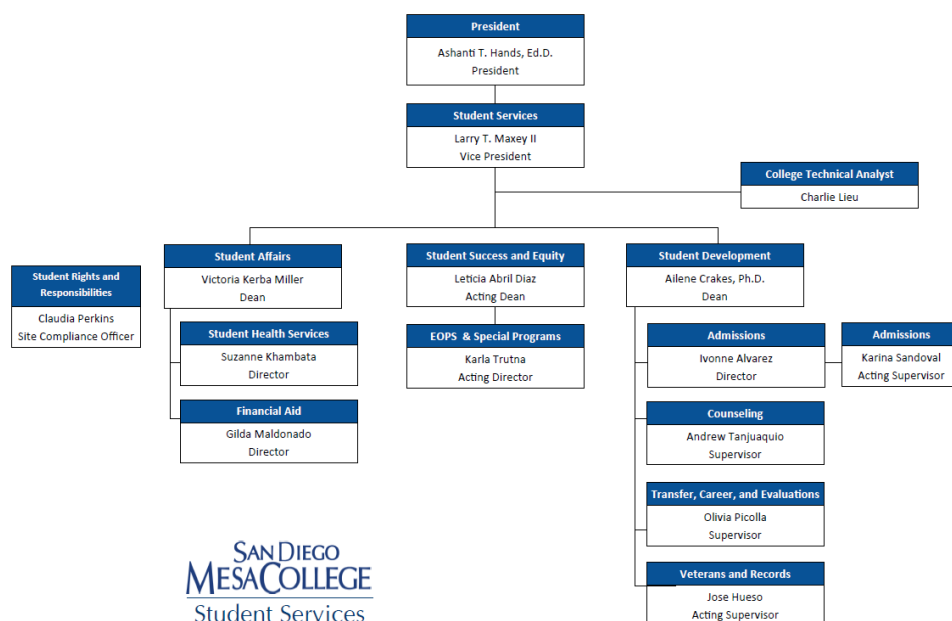 President
Ashanti T. Hands, Ed.D.
President
Student Services
Larry T. Maxey II
Vice President
College Technical Analyst
Charlie Lieu
Student Rights and
Responsibilities
Claudia Perkins
Site Compliance Officer
Student Affairs
Victoria Kerba Miller
Dean
Student Health Services
Suzanne Khambata
Director
Financial Aid
Gilda Maldonado
Director
Student Success and Equity
Leticia Abril Diaz
Acting Dean
EOPS & Special Programs
Karla Trutna
Acting Director
Student Development
Ailene Crakes, Ph.D.
Dean
Admissions
Ivonne Alvarez
Director
Admissions
Karina Sandoval
Acting Supervisor
Counseling
Andrew Tanjuaquio
Supervisor
Transfer, Career, and Evaluations
Olivia Picolla
Supervisor
Veterans and Records
Jose Hueso
Acting Supervisor
SAN DIEGO
MESA COLLEGE
Student Services